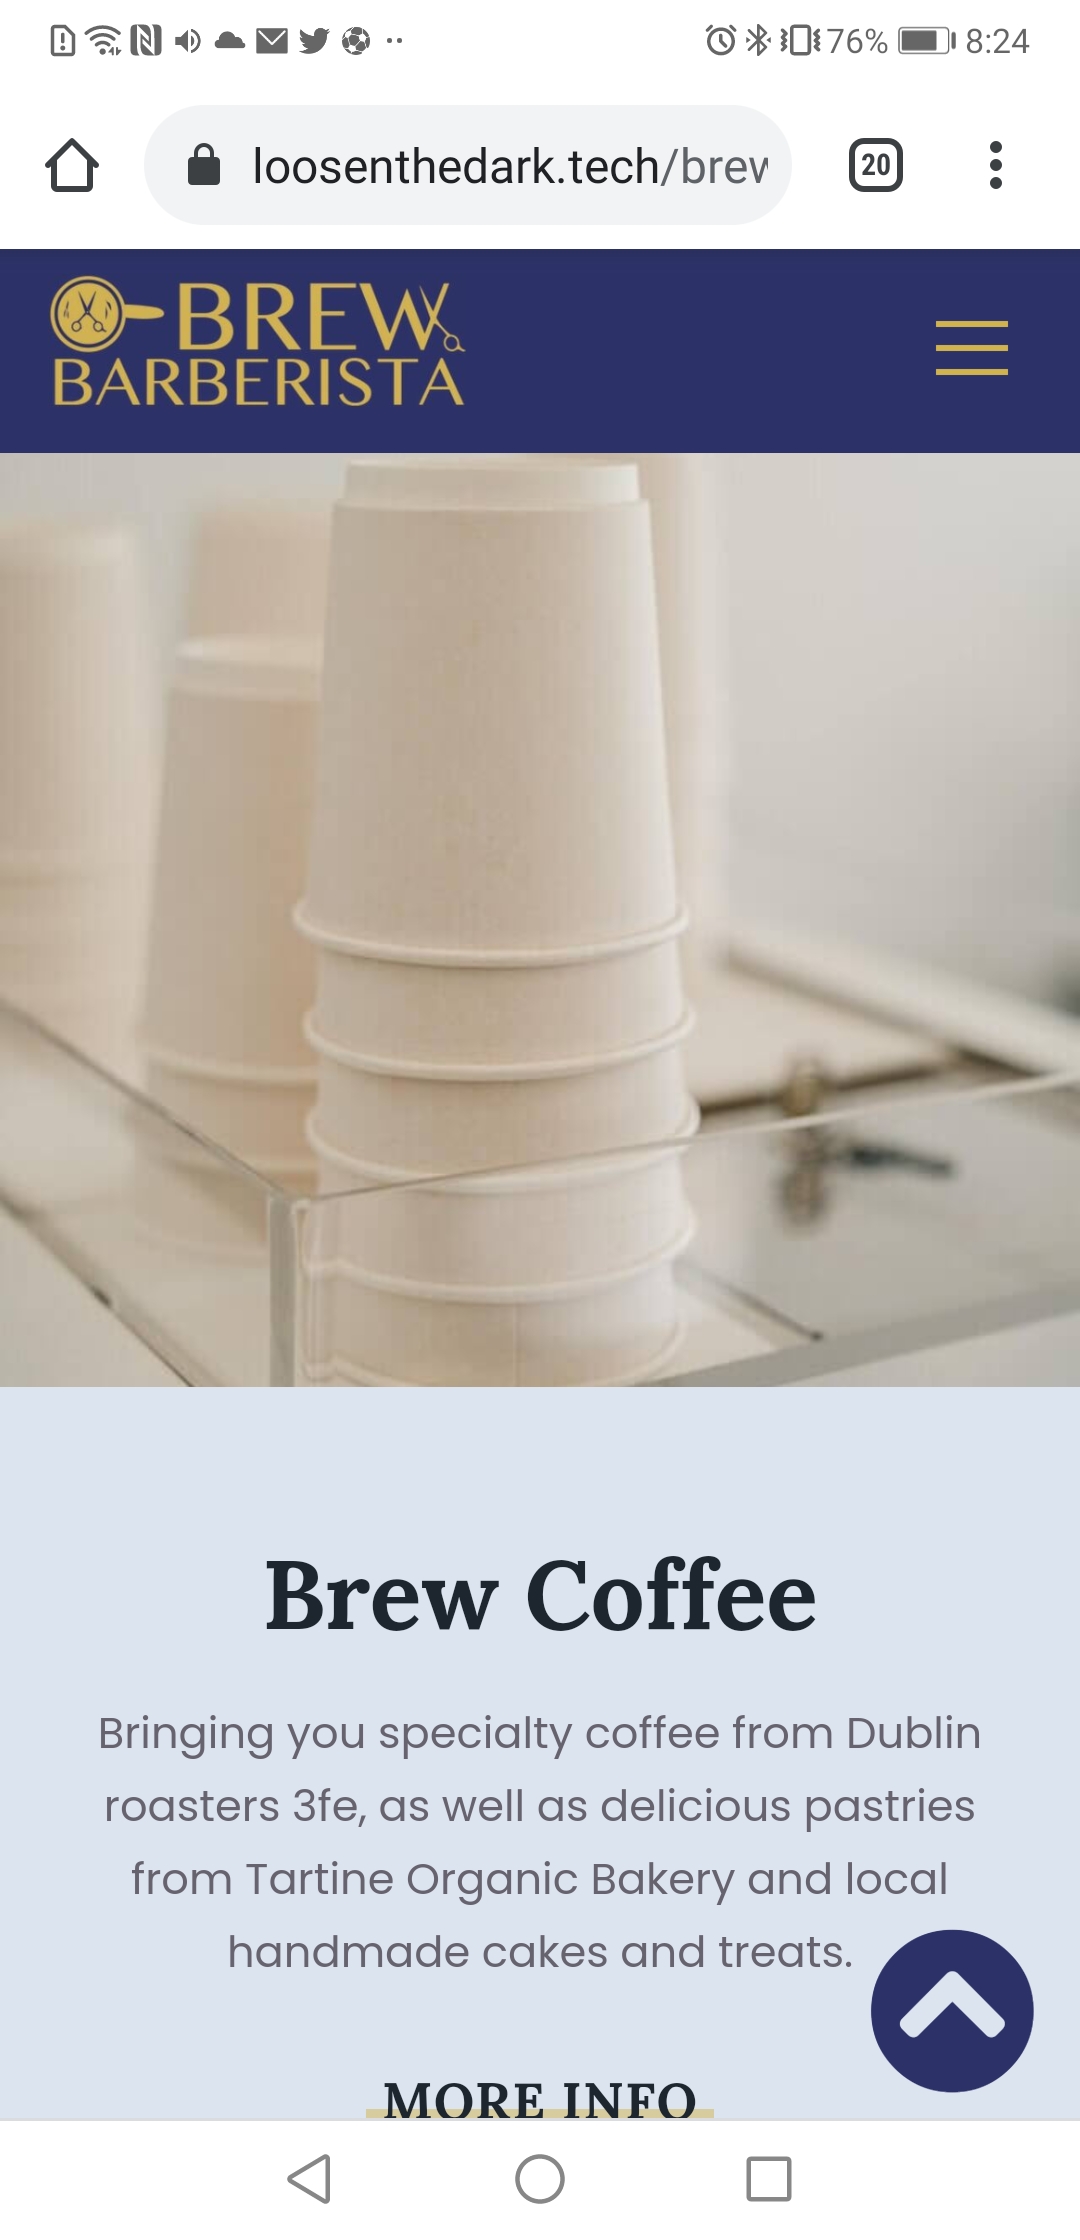 76% 8:24
loosenthedark.tech/brew
20
BREW
BARBERISTA
Brew Coffee
Bringing you specialty coffee from Dublin
roasters 3fe, as well as delicious pastries
from Tartine Organic Bakery and local
handmade cakes and treats.
MORE INFO